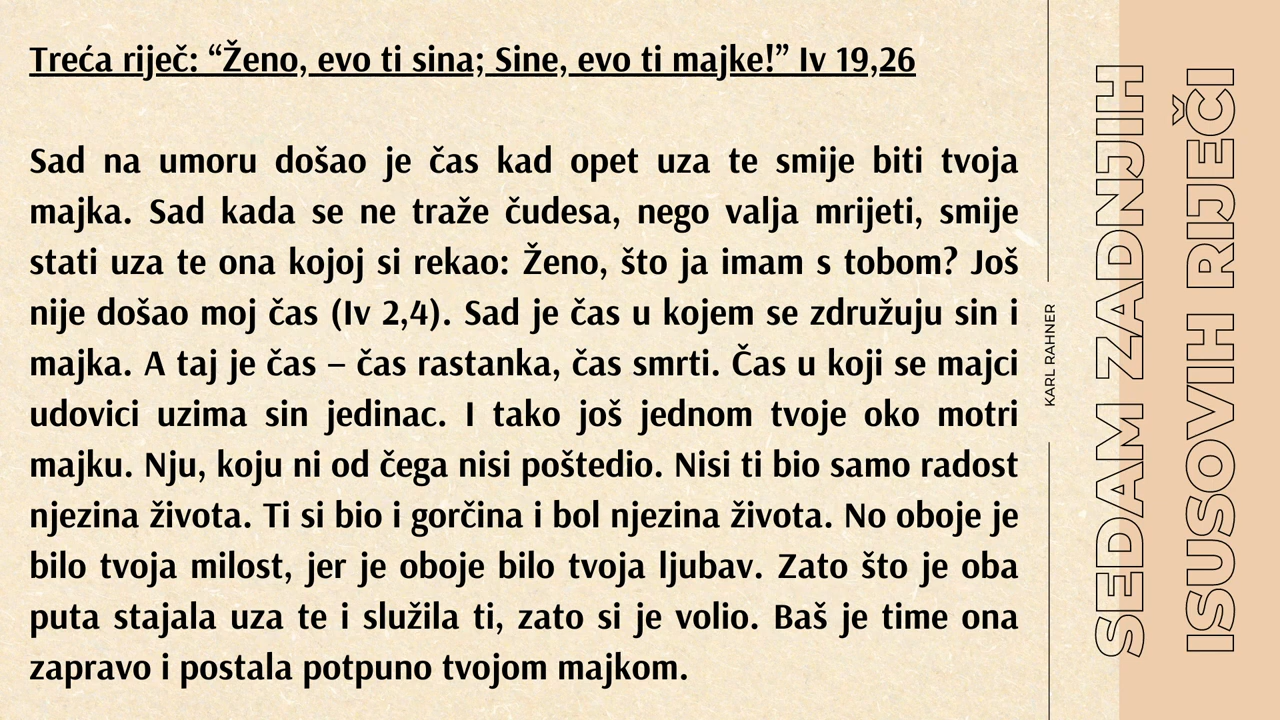 Treća riječ: “Ženo, evo ti sina; Sine, evo ti majke!” Iv 19,26
Sad na umoru došao je čas kad opet uza te smije biti tvoja
majka. Sad kada se ne traže čudesa, nego valja mrijeti, smije
stati uza te ona kojoj si rekao: Ženo, što ja imam s tobom? Još
nije došao moj čas (Iv 2,4). Sad je čas u kojem se združuju sin i
majka. A taj je čas – čas rastanka, čas smrti. Čas u koji se majci
udovici uzima sin jedinac. I tako još jednom tvoje oko motri
majku. Nju, koju ni od čega nisi poštedio. Nisi ti bio samo radost
njezina života. Ti si bio i gorčina i bol njezina života. No oboje je
bilo tvoja milost, jer je oboje bilo tvoja ljubav. Zato što je oba
puta stajala uza te i služila ti, zato si je volio. Baš je time ona
zapravo i postala potpuno tvojom majkom.
KARL RAHNER
SEDAM ZADNJIH
ISUSOVIH RIJEČI